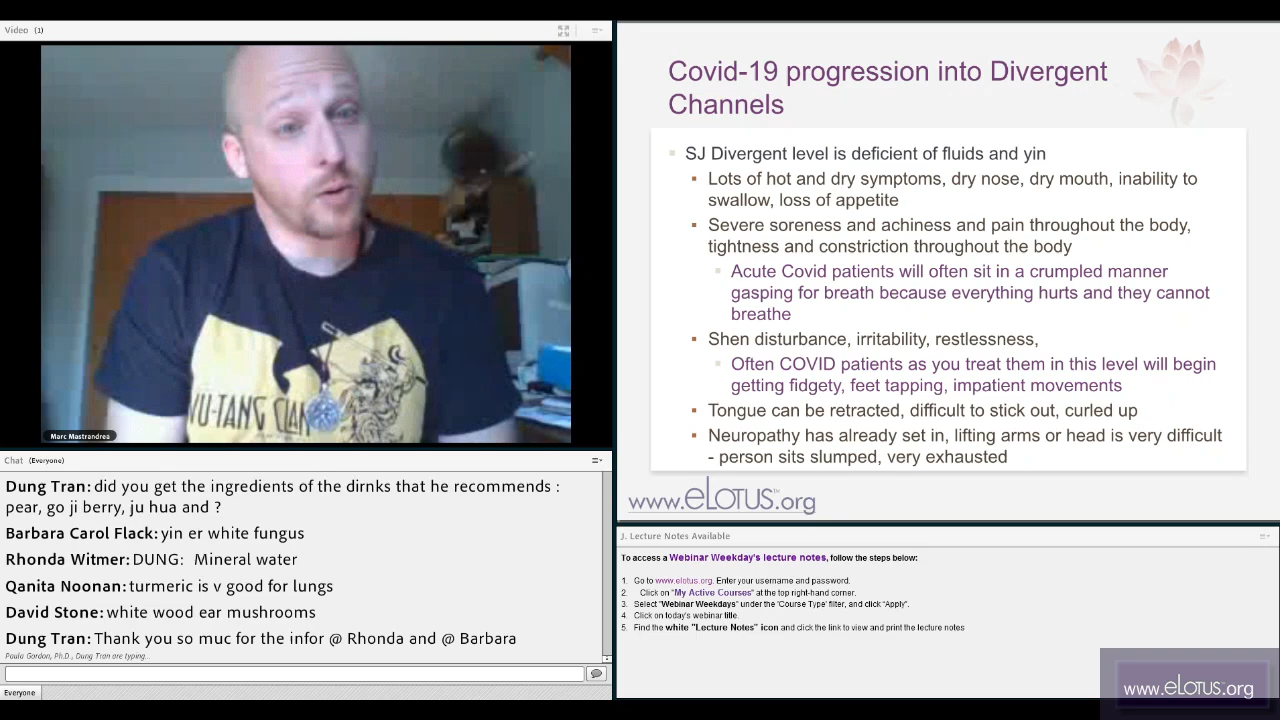 Video (1)
WU-TANG CLAN
Marc Mastrandrea
Chat (Everyone)
Dung Tran: did you get the ingredients of the dirnks that he recommends :
pear, go ji berry, ju hua and ?
Barbara Carol Flack: yin er white fungus
Rhonda Witmer: DUNG: Mineral water
Qanita Noonan: turmeric is v good for lungs
David Stone: white wood ear mushrooms
Dung Tran: Thank you so muc for the infor @ Rhonda and @ Barbara
Paula Gordon, Ph.D., Dung Tran are typing...
Everyone
Covid-19 progression into Divergent
Channels
SJ Divergent level is deficient of fluids and yin
Lots of hot and dry symptoms, dry nose, dry mouth, inability to
swallow, loss of appetite
Severe soreness and achiness and pain throughout the body,
tightness and constriction throughout the body
Acute Covid patients will often sit in a crumpled manner
gasping for breath because everything hurts and they cannot
breathe
Shen disturbance, irritability, restlessness,
Often COVID patients as you treat them in this level will begin
getting fidgety, feet tapping, impatient movements
Tongue can be retracted, difficult to stick out, curled up
Neuropathy has already set in, lifting arms or head is very difficult
- person sits slumped, very exhausted
www.eLotus.org
J. Lecture Notes Available
To access a Webinar Weekday's lecture notes, follow the steps below:
1. Go to www.elotus.org. Enter your username and password.
2. Click on "My Active Courses" at the top right-hand corner.
3. Select "Webinar Weekdays" under the 'Course Type' filter, and click "Apply".
4. Click on today's webinar title.
5. Find the white "Lecture Notes" icon and click the link to view and print the lecture notes
www.eLotus.org